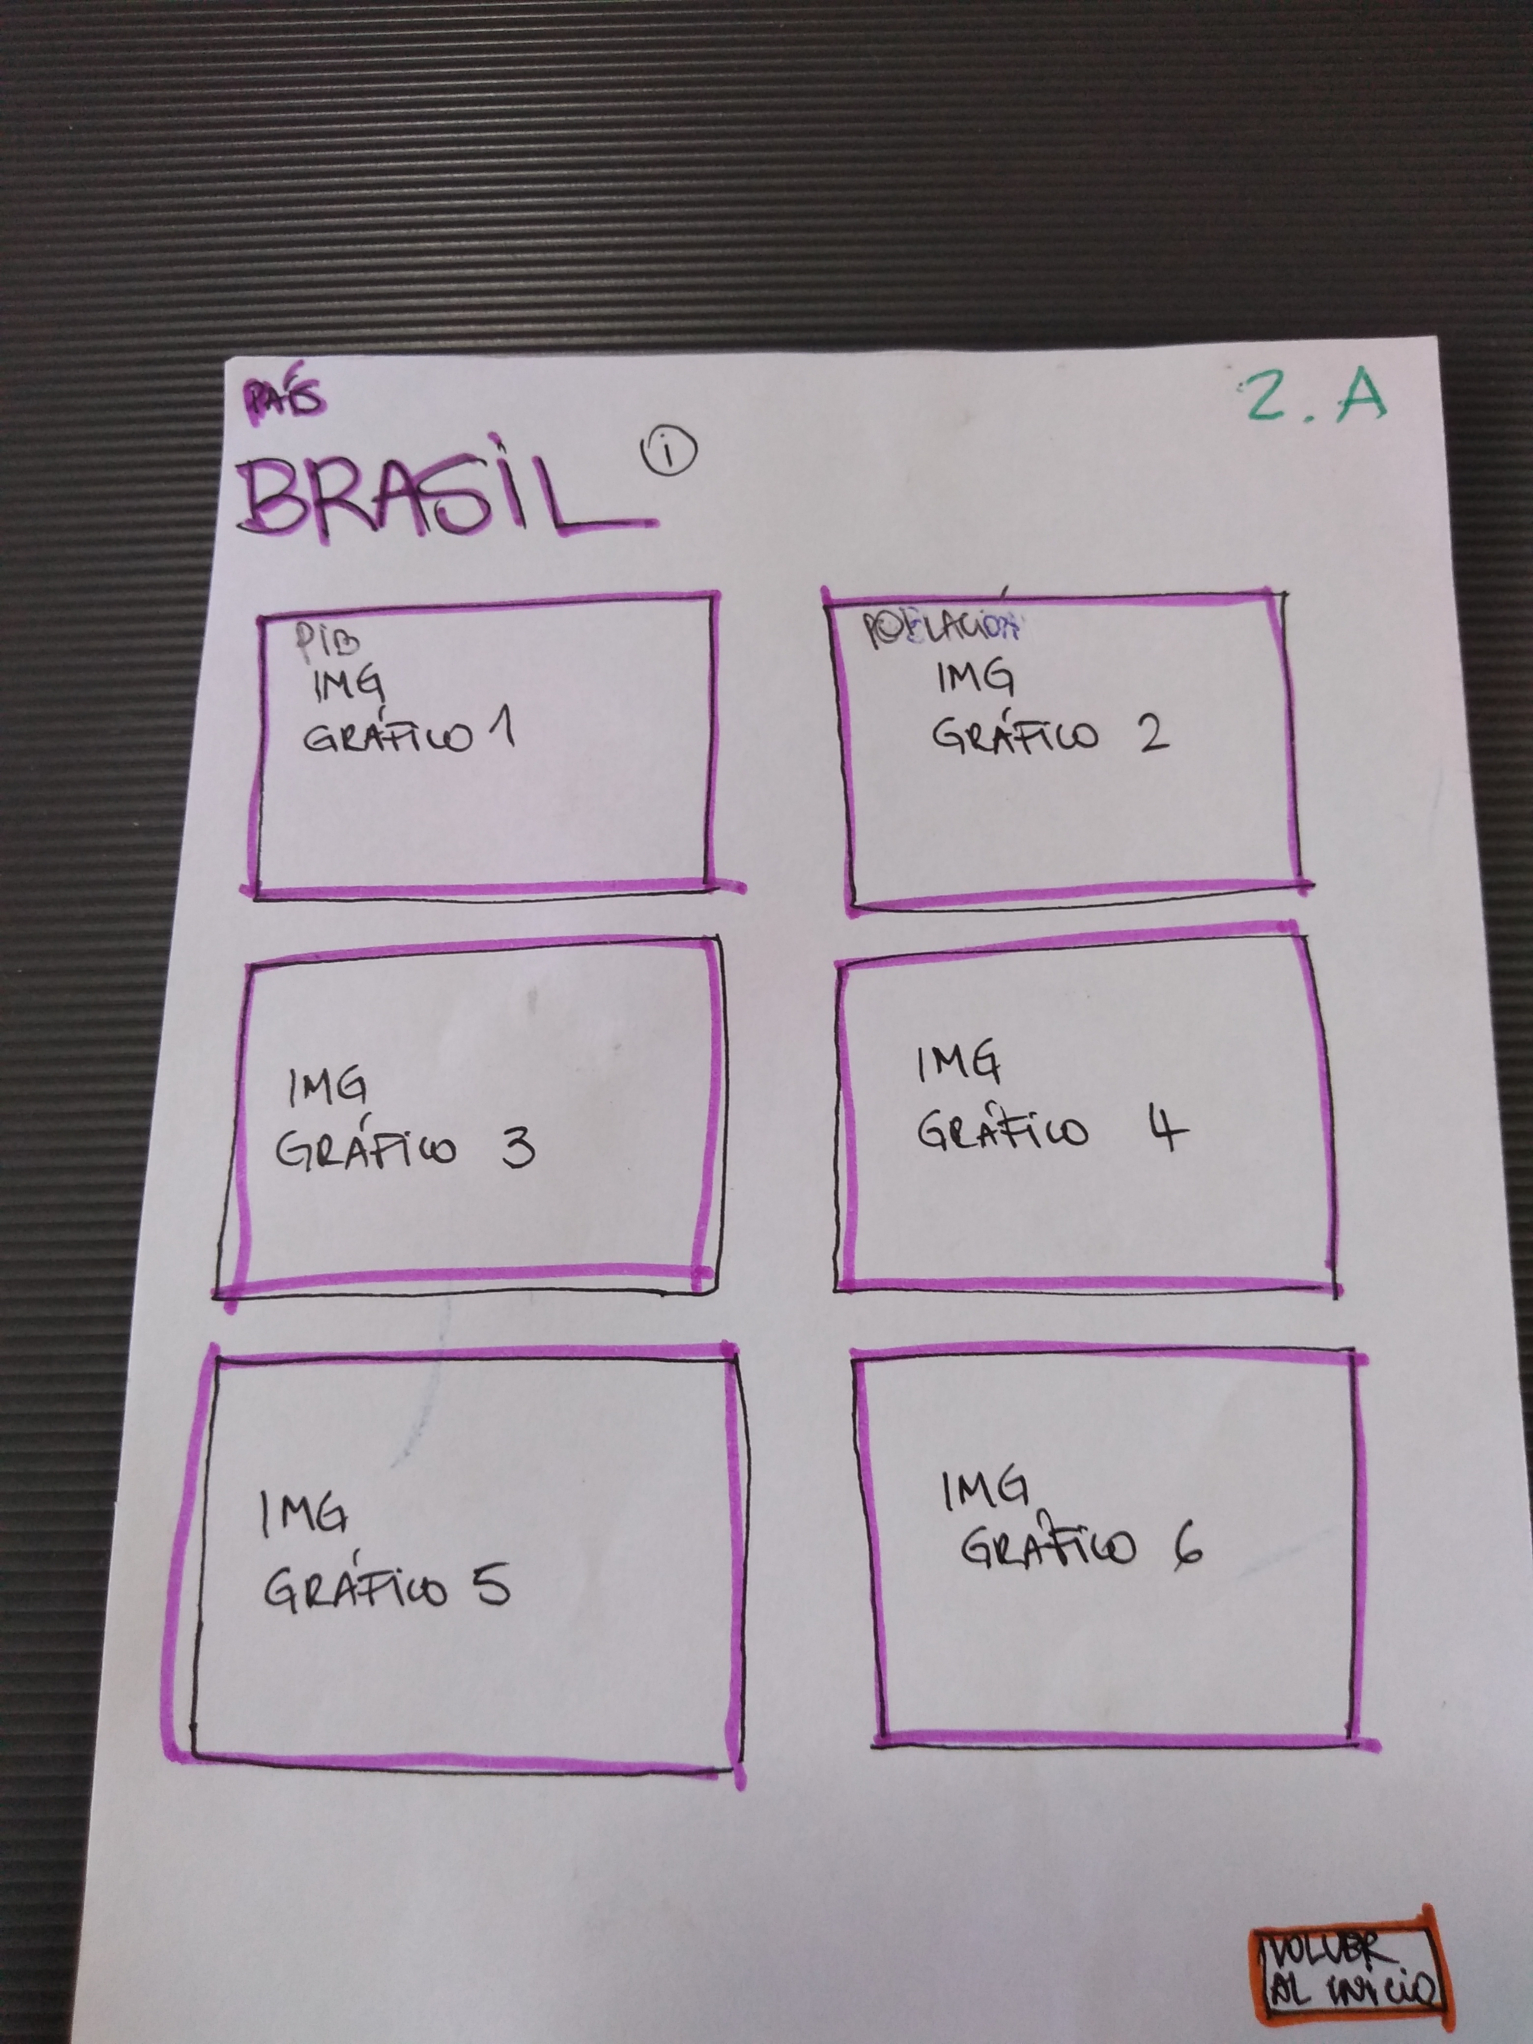 PAÍS
2.A
BRASIL i
PIB
IMG
GRÁFICO 1
POBLACIÓN
IMG
GRÁFICO 2
IMG
GRÁFICO 3
IMG
GRÁFICO 4
IMG
GRÁFICO 5
IMG
GRÁFICO 6
VOLVER
AL INICIO